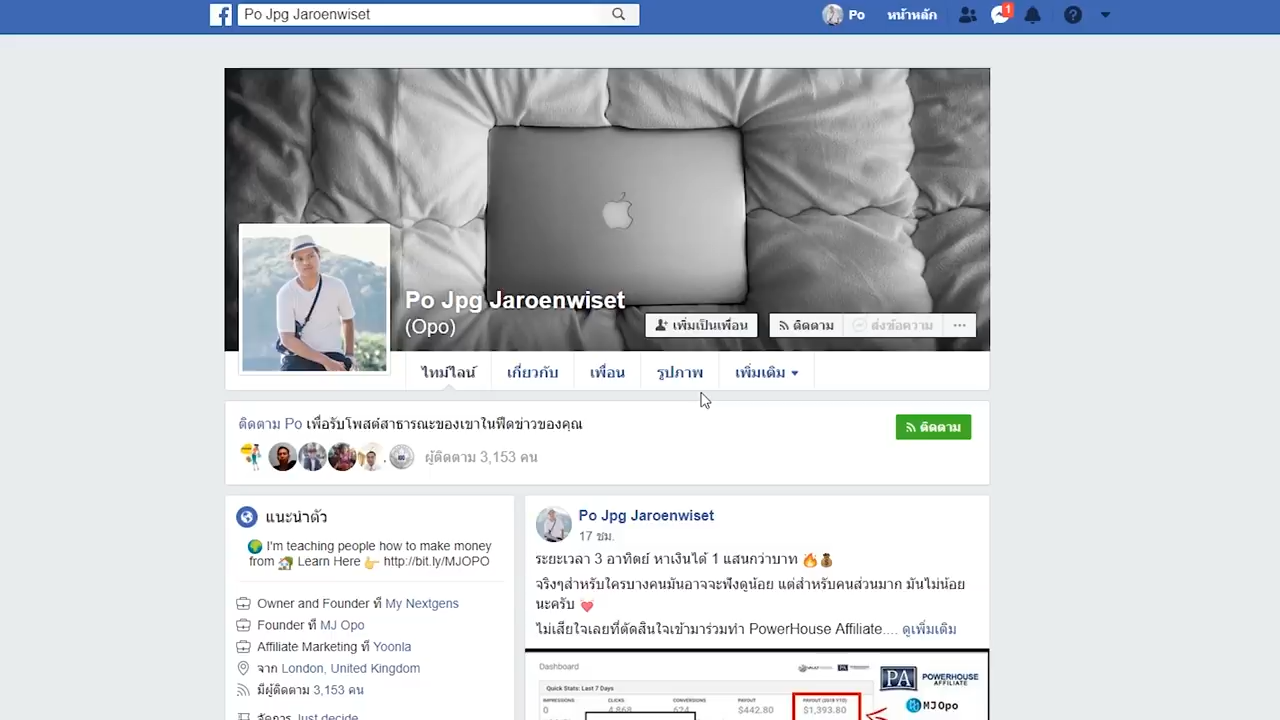 Po Jpg Jaroenwiset
Po
หน้าหลัก
1
Po Jpg Jaroenwiset
(Opo)
เพิ่มเป็นเพื่อน
ติดตาม
ส่งข้อความ
ไทม์ไลน์
เกี่ยวกับ
เพื่อน
รูปภาพ
เพิ่มเติม
ติดตาม Po เพื่อรับโพสต์สาธารณะของเขาในฟีดข่าวของคุณ
ติดตาม
ผู้ติดตาม 3,153 คน
แนะนำตัว
I'm teaching people how to make money
from 🏡 Learn Here 👉 http://bit.ly/MJOPO
Owner and Founder ที่ My Nextgens
Founder ที่ MJ Opo
Affiliate Marketing ที่ Yoonla
จาก London, United Kingdom
มีผู้ติดตาม 3,153 คน
จัดการ Just decide
Po Jpg Jaroenwiset
17 ชม.
ระยะเวลา 3 อาทิตย์ หาเงินได้ 1 แสนกว่าบาท 🔥💰
จริงๆสำหรับใครบางคนมันอาจจะฟังดูน้อย แต่สำหรับคนส่วนมาก มันไม่น้อย
นะครับ 💓
ไม่เสียใจเลยที่ตัดสินใจเข้ามาร่วมทำ PowerHouse Affiliate.... ดูเพิ่มเติม
Dashboard
Quick Stats: Last 7 Days
IMPRESSIONS
CLICKS
CONVERSIONS
PAYOUT
PAYOUT (2019 YTD)
0
4,868
624
$442.80
$1,393.80
PA
POWERHOUSE
AFFILIATE
MJ Opo